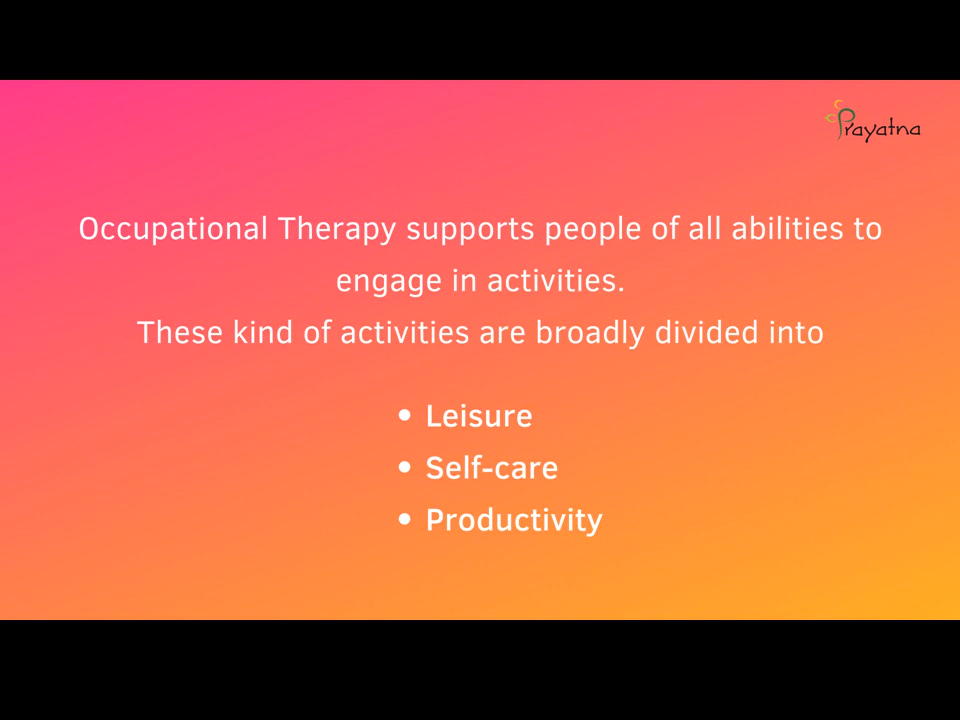 Prayatna
Occupational Therapy supports people of all abilities to
engage in activities.
These kind of activities are broadly divided into
• Leisure
• Self-care
• Productivity